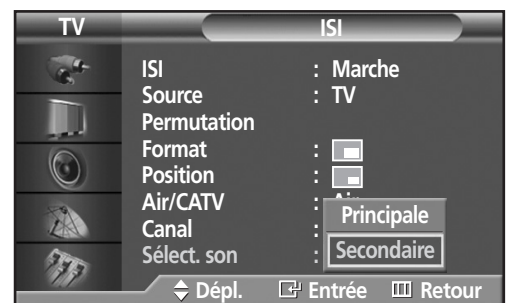 TV ISI
ISI : Marche
Source : TV
Permutation
Format :
Position :
Air/CATV : Air
Canal : Principale
Sélect. son : Secondaire
Dépl. Entrée Retour